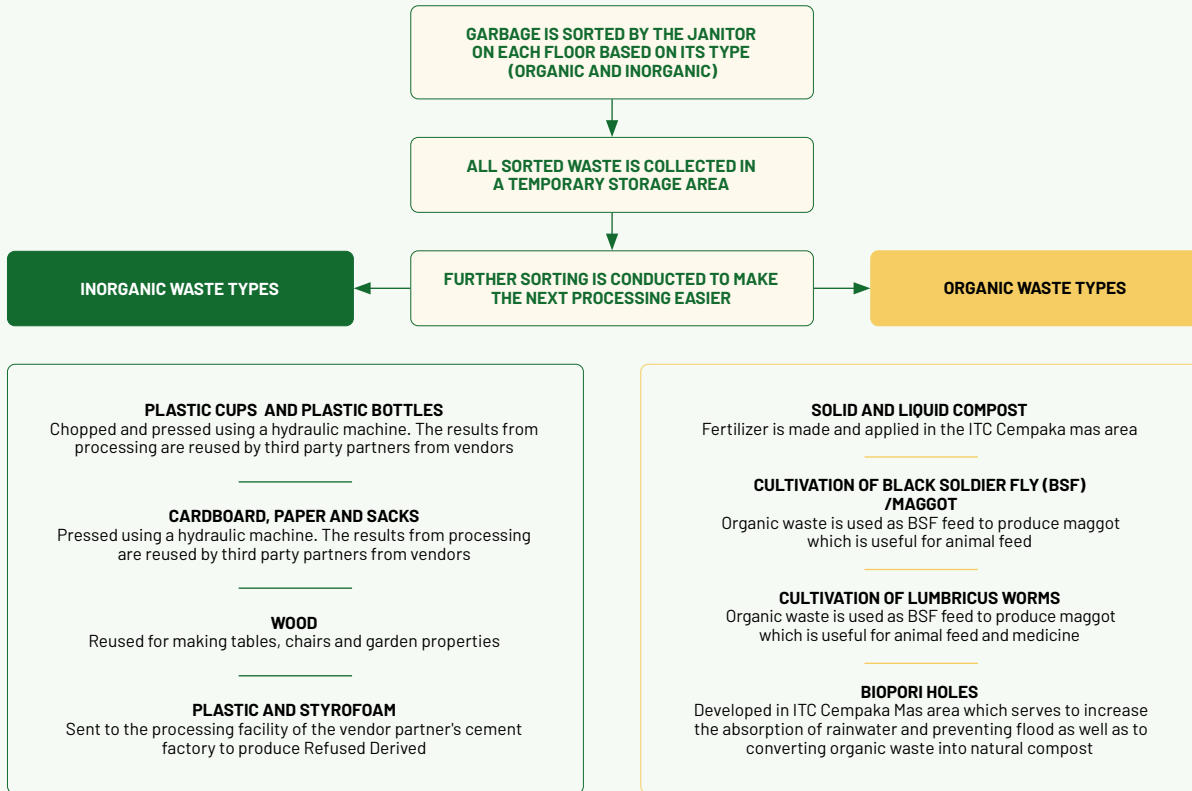 GARBAGE IS SORTED BY THE JANITOR
ON EACH FLOOR BASED ON ITS TYPE
(ORGANIC AND INORGANIC)
ALL SORTED WASTE IS COLLECTED IN
A TEMPORARY STORAGE AREA
INORGANIC WASTE TYPES
FURTHER SORTING IS CONDUCTED TO MAKE
THE NEXT PROCESSING EASIER
ORGANIC WASTE TYPES
PLASTIC CUPS AND PLASTIC BOTTLES
Chopped and pressed using a hydraulic machine. The results from
processing are reused by third party partners from vendors
CARDBOARD, PAPER AND SACKS
Pressed using a hydraulic machine. The results from processing
are reused by third party partners from vendors
WOOD
Reused for making tables, chairs and garden properties
PLASTIC AND STYROFOAM
Sent to the processing facility of the vendor partner's cement
factory to produce Refused Derived
SOLID AND LIQUID COMPOST
Fertilizer is made and applied in the ITC Cempaka mas area
CULTIVATION OF BLACK SOLDIER FLY (BSF)
/MAGGOT
Organic waste is used as BSF feed to produce maggot
which is useful for animal feed
CULTIVATION OF LUMBRICUS WORMS
Organic waste is used as BSF feed to produce maggot
which is useful for animal feed and medicine
BIOPORI HOLES
Developed in ITC Cempaka Mas area which serves to increase
the absorption of rainwater and preventing flood as well as to
converting organic waste into natural compost